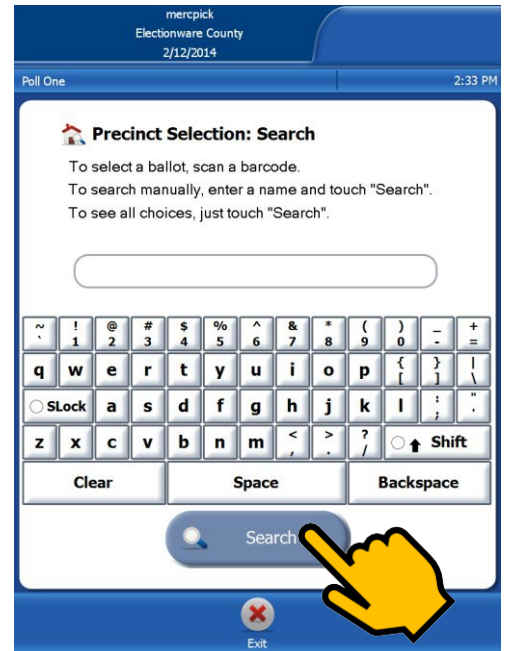 mercpick
Electionware County
2/12/2014
Poll One 2:33 PM
Precinct Selection: Search
To select a ballot, scan a barcode.
To search manually, enter a name and touch "Search".
To see all choices, just touch "Search".
~ ! @ # $ % ^ & * ( ) _ +
` 1 2 3 4 5 6 7 8 9 0 - =
q w e r t y u i o p { [ } ] | \
SLock a s d f g h j k l : ; " '
z x c v b n m < , > . ? / Shift
Clear Space Backspace
Search
Exit